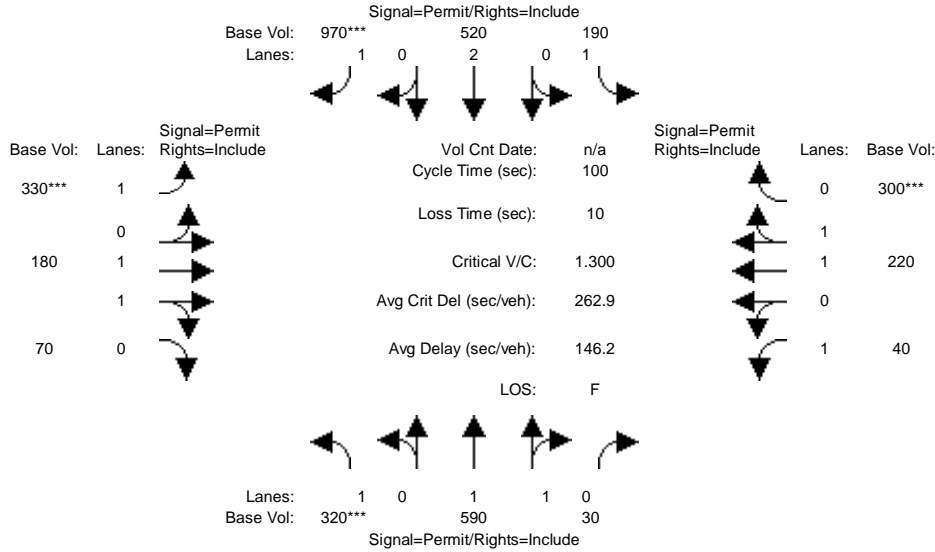 Signal=Permit/Rights=Include
Base Vol: 970*** 520 190
Lanes: 1 0 2 0 1
Signal=Permit
Base Vol: Lanes: Rights=Include
Vol Cnt Date: n/a
Signal=Permit
Rights=Include Lanes: Base Vol:
Cycle Time (sec): 100
330*** 1
0 300***
Loss Time (sec): 10
0
1
180 1
Critical V/C: 1.300
1 220
1
Avg Crit Del (sec/veh): 262.9
0
70 0
Avg Delay (sec/veh): 146.2
1 40
LOS: F
Lanes: 1 0 1 1 0
Base Vol: 320*** 590 30
Signal=Permit/Rights=Include